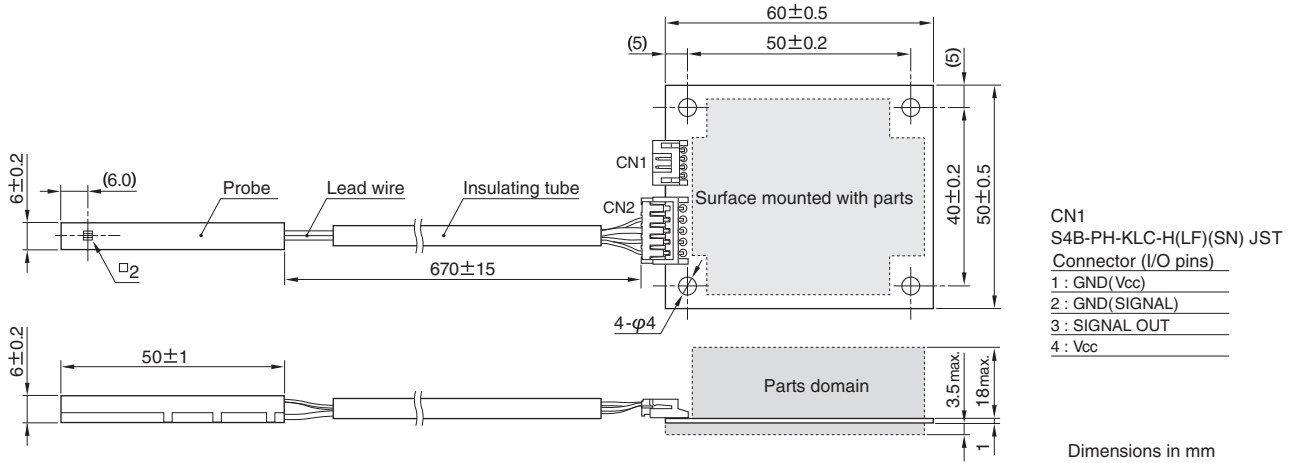 60±0.5
(5)
50±0.2
(5)
6±0.2
(6.0)
Probe
Lead wire
Insulating tube
CN1
CN2
Surface mounted with parts
40±0.2
50±0.5
□2
670±15
4-φ4
CN1
S4B-PH-KLC-H(LF)(SN) JST
Connector (I/O pins)
1 : GND(Vcc)
2 : GND(SIGNAL)
3 : SIGNAL OUT
4 : Vcc
6±0.2
50±1
Parts domain
3.5max.
18max.
1
Dimensions in mm